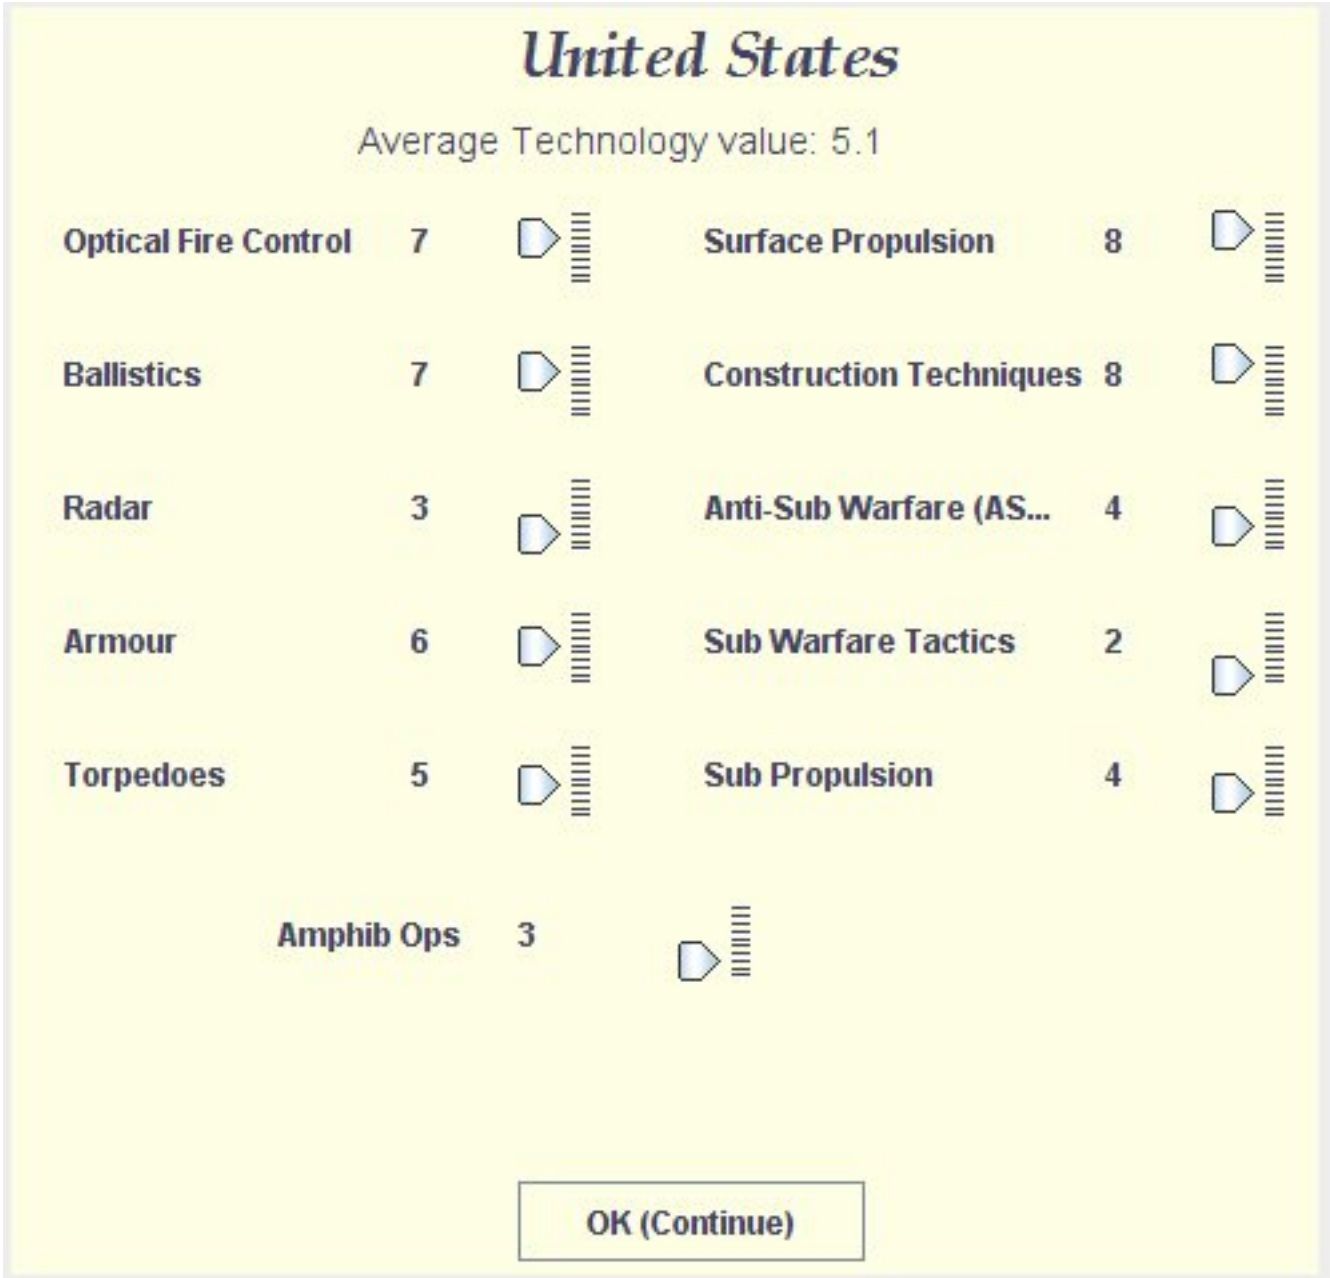 United States
Average Technology value: 5.1
Optical Fire Control 7 Surface Propulsion 8
Ballistics 7 Construction Techniques 8
Radar 3 Anti-Sub Warfare (AS... 4
Armour 6 Sub Warfare Tactics 2
Torpedoes 5 Sub Propulsion 4
Amphib Ops 3
OK (Continue)